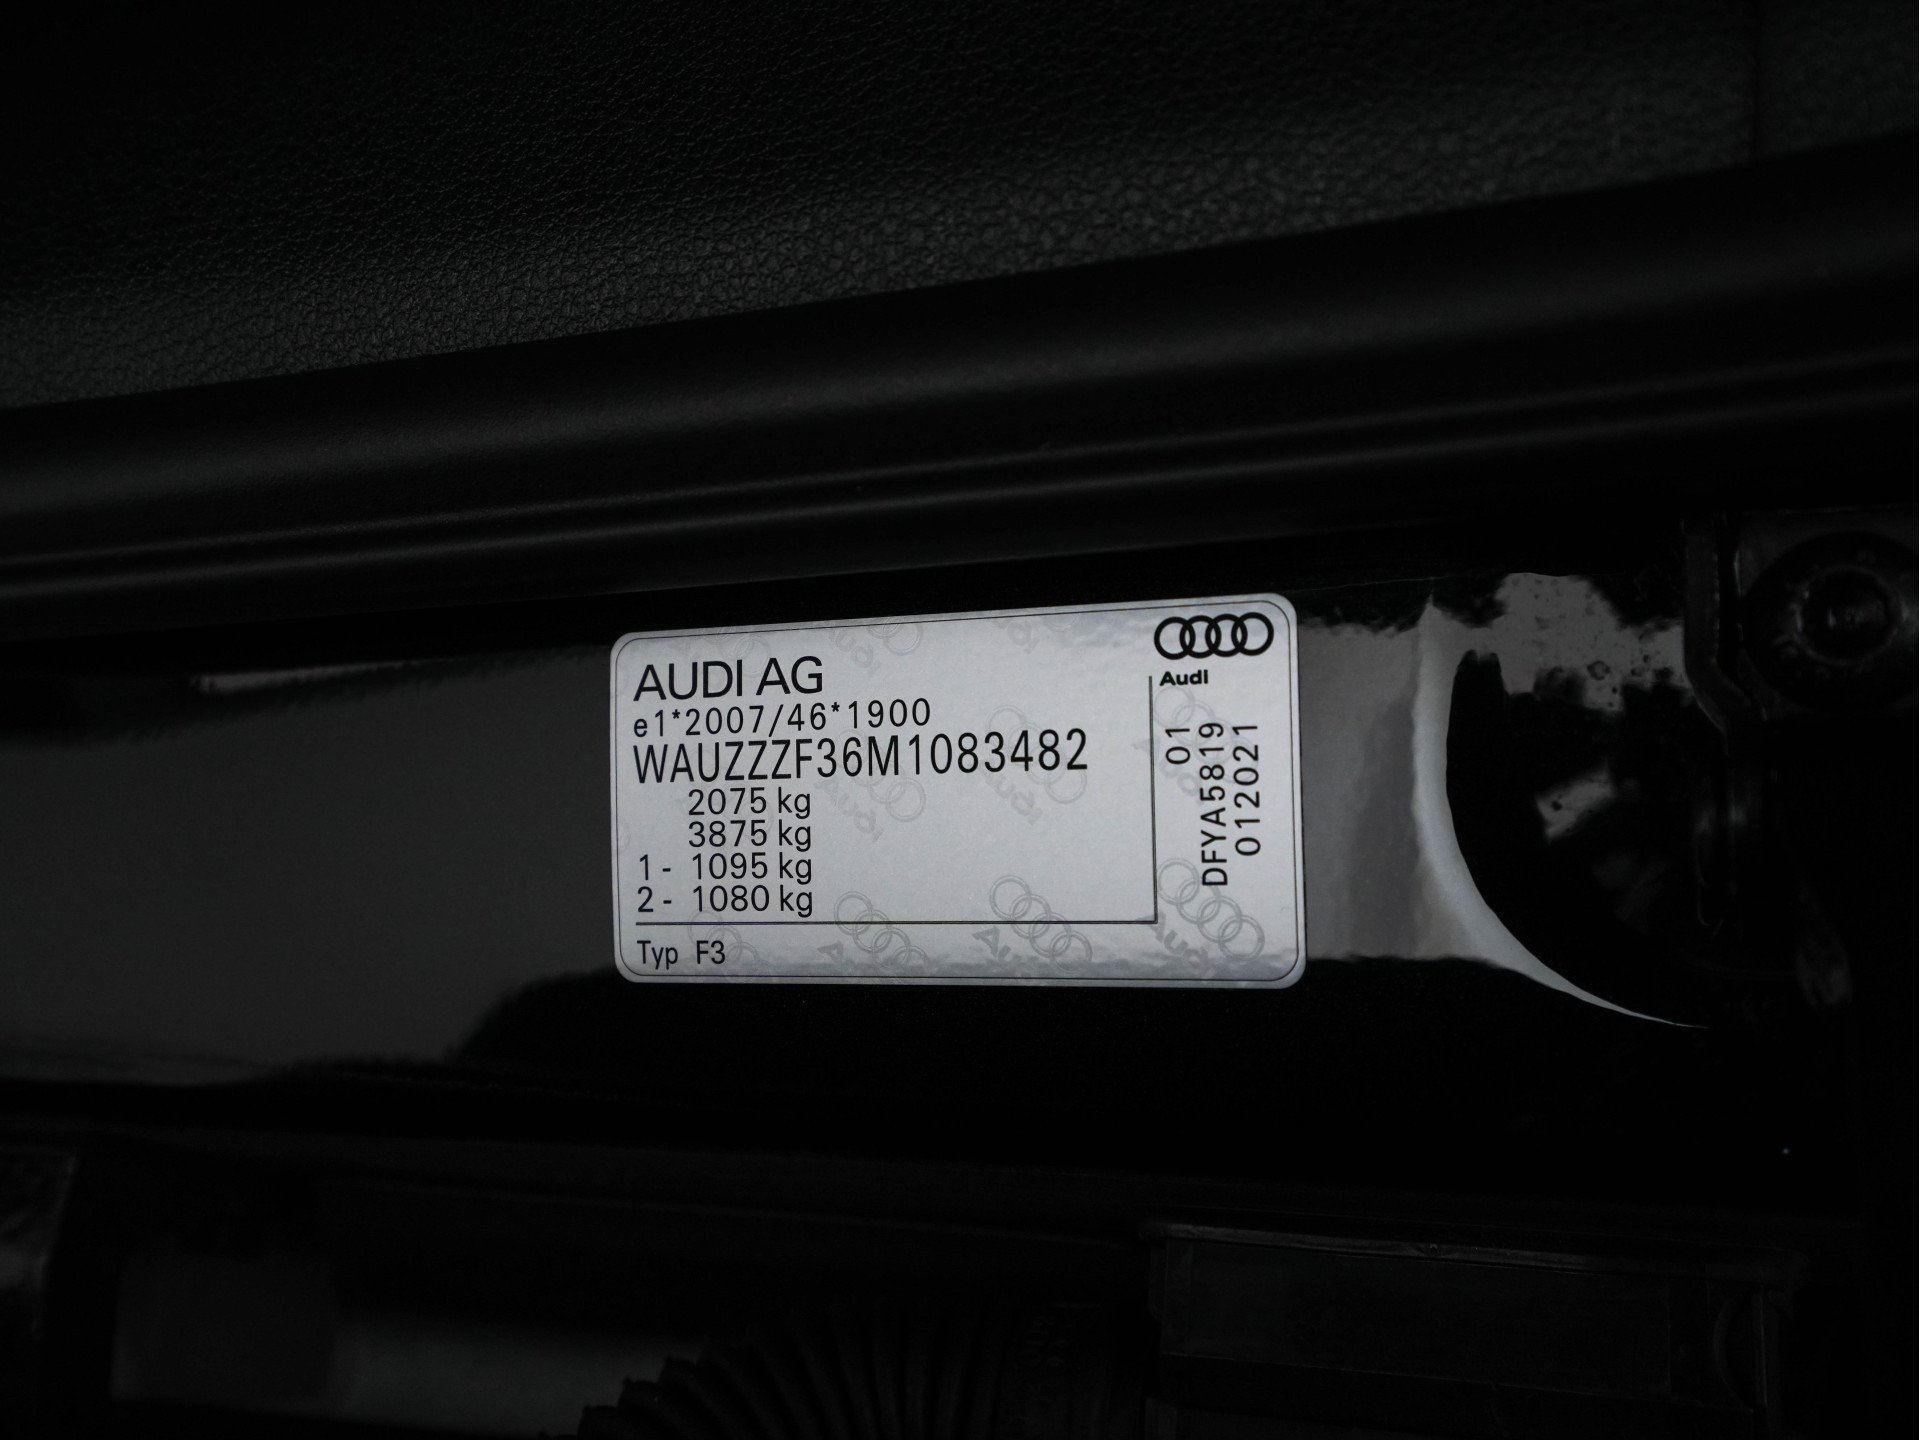 AUDI AG
e1*2007/46*1900
WAUZZZF36M1083482
2075 kg
3875 kg
1- 1095 kg
2- 1080 kg
Typ F3
Audi
01
DFYA5819
012021